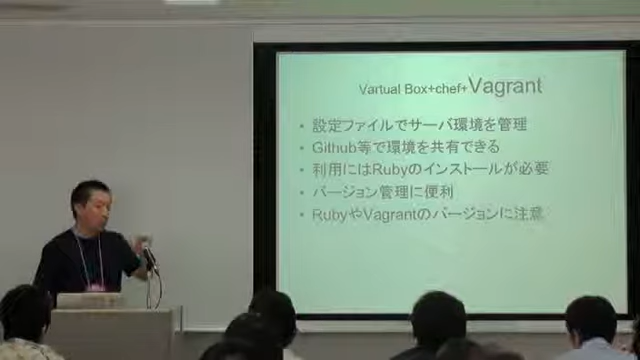 Vartual Box+chef+Vagrant
• 設定ファイルでサーバ環境を管理
• Github等で環境を共有できる
• 利用にはRubyのインストールが必要
• バージョン管理に便利
• RubyやVagrantのバージョンに注意